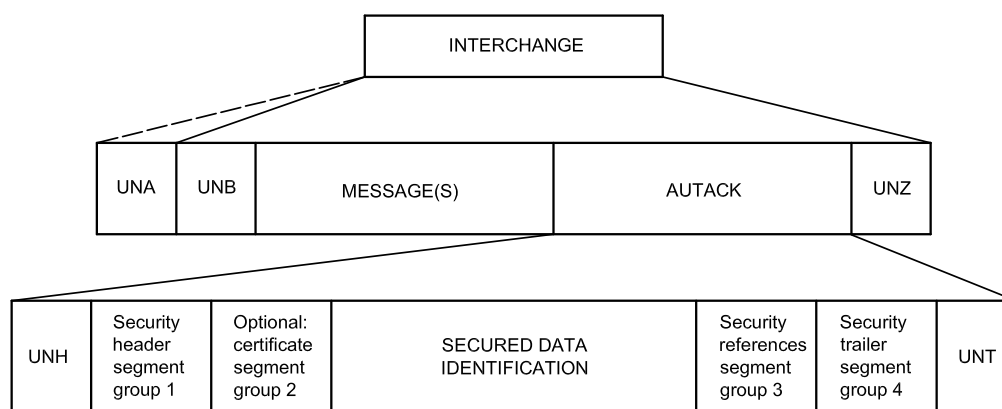 INTERCHANGE
UNA
UNB
MESSAGE(S)
AUTACK
UNZ
UNH
Security
header
segment
group 1
Optional:
certificate
segment
group 2
SECURED DATA
IDENTIFICATION
Security
references
segment
group 3
Security
trailer
segment
group 4
UNT